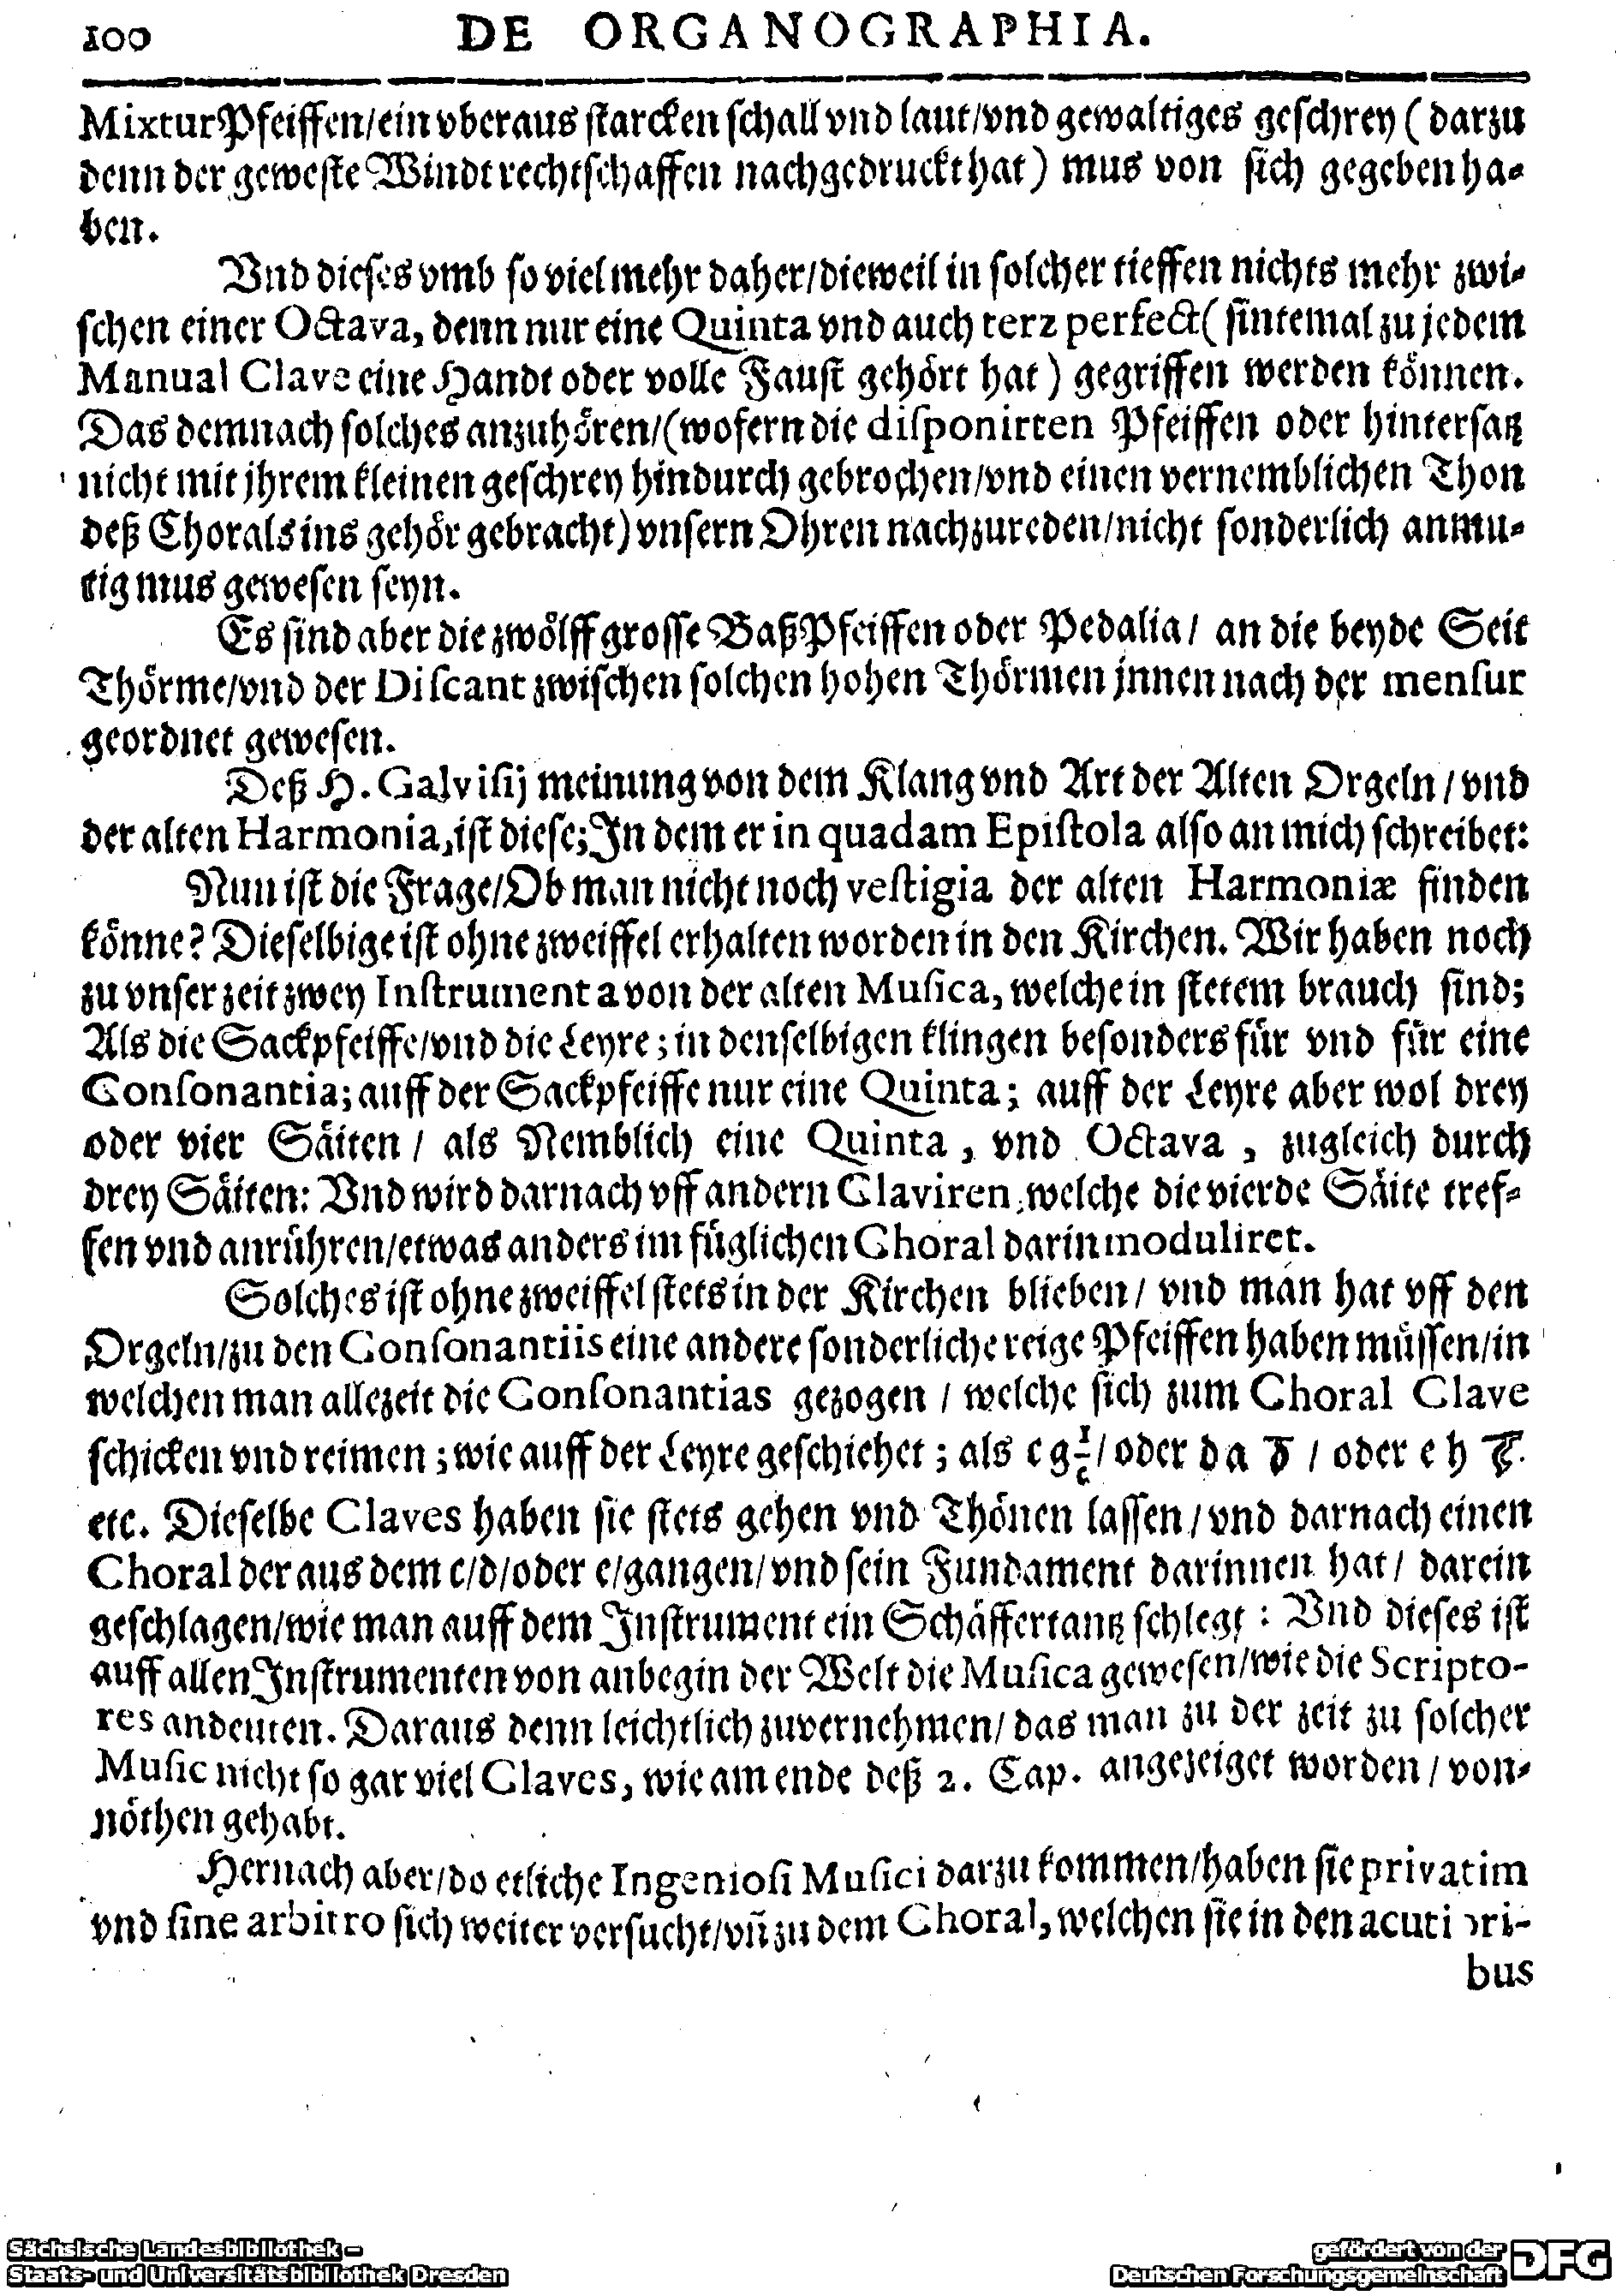 100 DE ORGANOGRAPHIA.
MixturPfeiffen/ein vberaus starcken schall vnd laut/vnd gewaltiges geschrey (darzu
denn der geweste Windt rechtschaffen nachgedruckt hat) mus von sich gegeben ha-
ben.
Vnd dieses vmb so viel mehr daher/dieweil in solcher tieffen nichts mehr zwi-
schen einer Octava, denn nur eine Quinta vnd auch terz perfect (sintemal zu jedem
Manual Clave eine Handt oder volle Faust gehört hat) gegriffen werden können.
Das demnach solches anzuhören/(wofern die disponirten Pfeiffen oder hintersatz
nicht mit jhrem kleinen geschrey hindurch gebrochen/vnd einen vernemblichen Thon
deß Chorals ins gehör gebracht) vnsern Ohren nachzureden/nicht sonderlich anmu-
tig mus gewesen seyn.
Es sind aber die zwölff grosse BaßPfeiffen oder Pedalia/ an die beyde Seit
Thörme/vnd der Discant zwischen solchen hohen Thörmen jnnen nach der mensur
geordnet gewesen.
Deß H. Calvisij meinung von dem Klang vnd Art der Alten Orgeln/ vnd
der alten Harmonia, ist diese; In dem er in quadam Epistola also an mich schreibet:
Nun ist die Frage/Ob man nicht noch vestigia der alten Harmoniæ finden
könne? Dieselbige ist ohne zweiffel erhalten worden in den Kirchen. Wir haben noch
zu vnser zeit zwey Instrumenta von der alten Musica, welche in stetem brauch sind;
Als die Sackpfeiffe/vnd die Leyre; in denselbigen klingen besonders für vnd für eine
Consonantia; auff der Sackpfeiffe nur eine Quinta; auff der Leyre aber wol drey
oder vier Säiten/ als Nemblich eine Quinta, vnd Octava, zugleich durch
drey Säiten: Vnd wird darnach vff andern Claviren, welche die vierde Säite tref-
fen vnd anrühren/etwas anders im füglichen Choral darin moduliret.
Solches ist ohne zweiffel stets in der Kirchen blieben/ vnd man hat vff den
Orgeln/zu den Consonantiis eine andere sonderliche reige Pfeiffen haben müssen/in
welchen man allezeit die Consonantias gezogen/ welche sich zum Choral Clave
schicken vnd reimen; wie auff der Leyre geschiehet; als c g c̄/ oder d a d̄ / oder e h ē.
etc. Dieselbe Claves haben sie stets gehen vnd Thönen lassen/ vnd darnach einen
Choral der aus dem c/d/oder e/gangen/vnd sein Fundament darinnen hat/ darein
geschlagen/wie man auff dem Instrument ein Schäffertantz schlegt: Vnd dieses ist
auff allen Instrumenten von anbegin der Welt die Musica gewesen/wie die Scripto-
res andeuten. Daraus denn leichtlich zuvernehmen/ das man zu der zeit zu solcher
Music nicht so gar viel Claves, wie am ende deß 2. Cap. angezeiget worden/ von-
nöthen gehabt.
Hernach aber/do etliche Ingeniosi Musici darzu kommen/haben sie privatim
vnd sine arbitro sich weiter versucht/vñ zu dem Choral, welchen sie in den acuti ori-
bus
Sächsische Landesbibliothek –
Staats- und Universitätsbibliothek Dresden
gefördert von der
Deutschen Forschungsgemeinschaft DFG